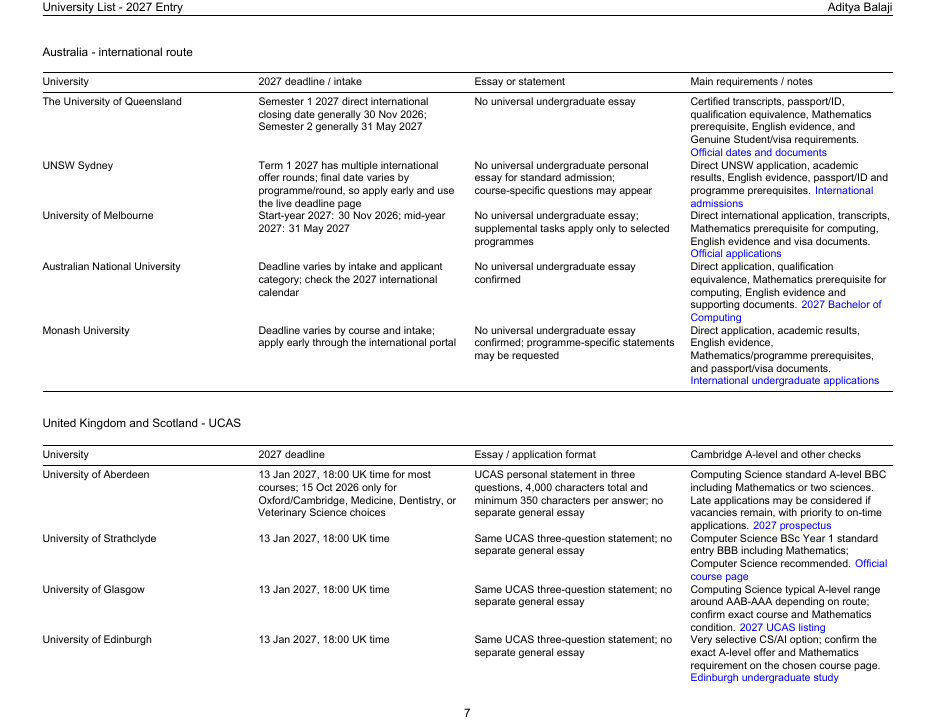 University List - 2027 Entry
Aditya Balaji
Australia - international route
University
2027 deadline / intake
Essay or statement
Main requirements / notes
The University of Queensland
Semester 1 2027 direct international
closing date generally 30 Nov 2026;
Semester 2 generally 31 May 2027
No universal undergraduate essay
Certified transcripts, passport/ID,
qualification equivalence, Mathematics
prerequisite, English evidence, and
Genuine Student/visa requirements.
Official dates and documents
UNSW Sydney
Term 1 2027 has multiple international
offer rounds; final date varies by
programme/round, so apply early and use
the live deadline page
No universal undergraduate personal
essay for standard admission;
course-specific questions may appear
Direct UNSW application, academic
results, English evidence, passport/ID and
programme prerequisites. International
admissions
University of Melbourne
Start-year 2027: 30 Nov 2026; mid-year
2027: 31 May 2027
No universal undergraduate essay;
supplemental tasks apply only to selected
programmes
Direct international application, transcripts,
Mathematics prerequisite for computing,
English evidence and visa documents.
Official applications
Australian National University
Deadline varies by intake and applicant
category; check the 2027 international
calendar
No universal undergraduate essay
confirmed
Direct application, qualification
equivalence, Mathematics prerequisite for
computing, English evidence and
supporting documents. 2027 Bachelor of
Computing
Monash University
Deadline varies by course and intake;
apply early through the international portal
No universal undergraduate essay
confirmed; programme-specific statements
may be requested
Direct application, academic results,
English evidence,
Mathematics/programme prerequisites,
and passport/visa documents.
International undergraduate applications
United Kingdom and Scotland - UCAS
University
2027 deadline
Essay / application format
Cambridge A-level and other checks
University of Aberdeen
13 Jan 2027, 18:00 UK time for most
courses; 15 Oct 2026 only for
Oxford/Cambridge, Medicine, Dentistry, or
Veterinary Science choices
UCAS personal statement in three
questions, 4,000 characters total and
minimum 350 characters per answer; no
separate general essay
Computing Science standard A-level BBC
including Mathematics or two sciences.
Late applications may be considered if
vacancies remain, with priority to on-time
applications. 2027 prospectus
University of Strathclyde
13 Jan 2027, 18:00 UK time
Same UCAS three-question statement; no
separate general essay
Computer Science BSc Year 1 standard
entry BBB including Mathematics;
Computer Science recommended. Official
course page
University of Glasgow
13 Jan 2027, 18:00 UK time
Same UCAS three-question statement; no
separate general essay
Computing Science typical A-level range
around AAB-AAA depending on route;
confirm exact course and Mathematics
condition. 2027 UCAS listing
University of Edinburgh
13 Jan 2027, 18:00 UK time
Same UCAS three-question statement; no
separate general essay
Very selective CS/AI option; confirm the
exact A-level offer and Mathematics
requirement on the chosen course page.
Edinburgh undergraduate study
7